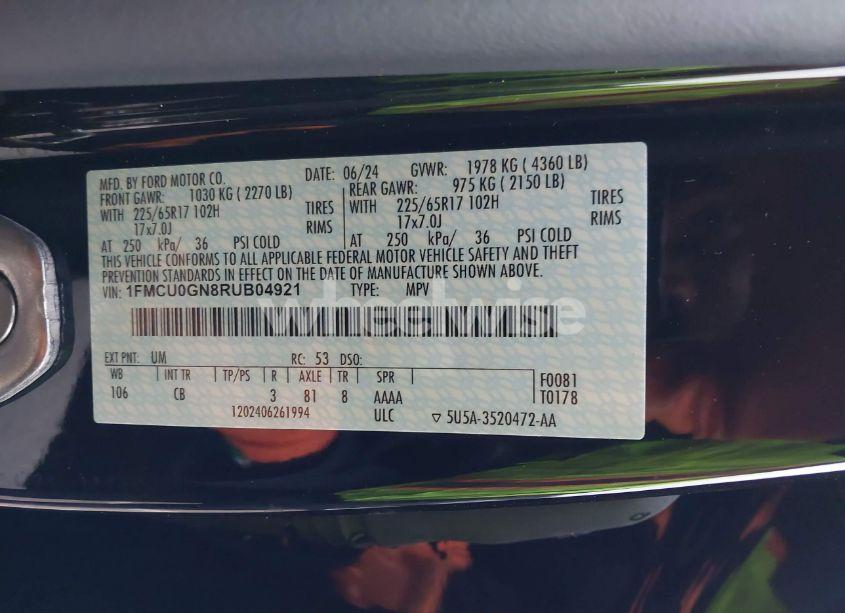 MFD. BY FORD MOTOR CO.
DATE: 06/24 GVWR: 1978 KG ( 4360 LB)
FRONT GAWR: 1030 KG ( 2270 LB) REAR GAWR: 975 KG ( 2150 LB)
WITH 225/65R17 102H TIRES WITH 225/65R17 102H TIRES
17x7.0J RIMS 17x7.0J RIMS
AT 250 kPa/ 36 PSI COLD AT 250 kPa/ 36 PSI COLD
THIS VEHICLE CONFORMS TO ALL APPLICABLE FEDERAL MOTOR VEHICLE SAFETY AND THEFT
PREVENTION STANDARDS IN EFFECT ON THE DATE OF MANUFACTURE SHOWN ABOVE.
VIN: 1FMCU0GN8RUB04921 TYPE: MPV
wheelwise
EXT PNT: UM RC: 53 DSO:
WB INT TR TP/PS R AXLE TR SPR F0081
106 CB 3 81 8 AAAA T0178
1202406261994 ULC ▽ 5U5A-3520472-AA